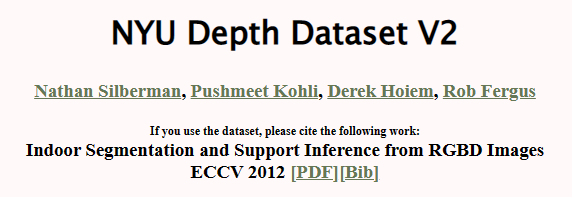 NYU Depth Dataset V2
Nathan Silberman, Pushmeet Kohli, Derek Hoiem, Rob Fergus
If you use the dataset, please cite the following work:
Indoor Segmentation and Support Inference from RGBD Images
ECCV 2012 [PDF][Bib]